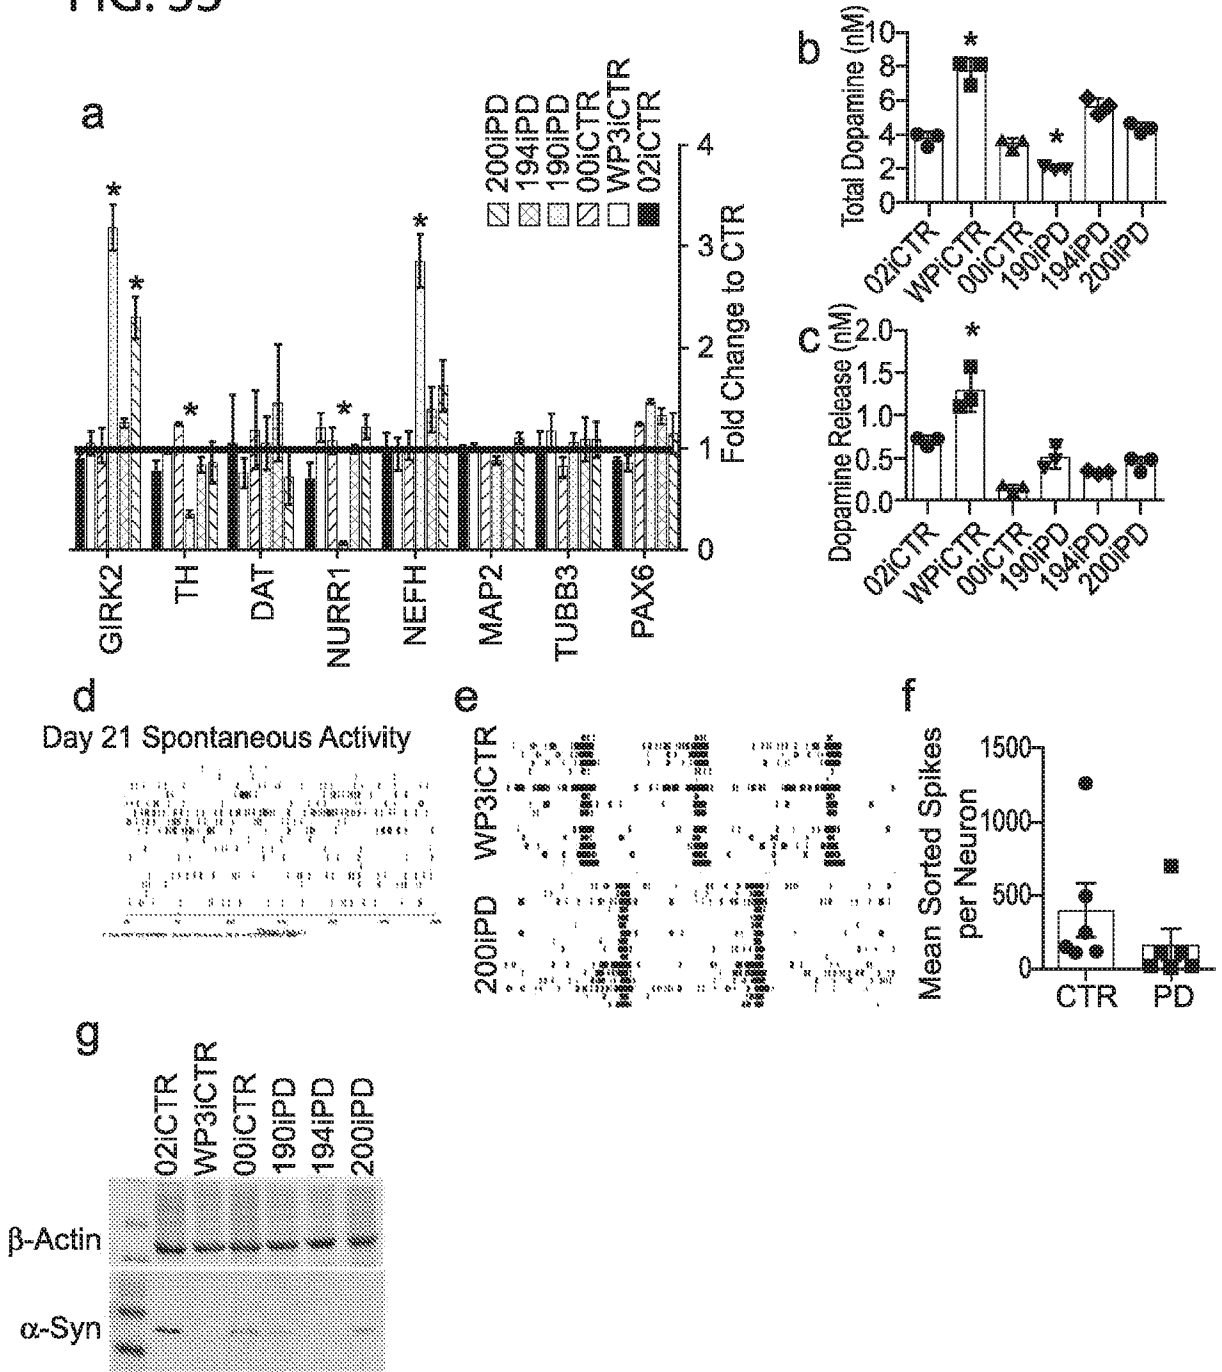 FIG. 35
a
200iPD
194iPD
190iPD
00iCTR
WP3iCTR
02iCTR
4
3
2
1
0
Fold Change to CTR
*
*
*
*
*
GIRK2
TH
DAT
NURR1
NEFH
MAP2
TUBB3
PAX6
b
Total Dopamine (nM)
10
8
6
4
2
0
*
*
02iCTR
WPiCTR
00iCTR
190iPD
194iPD
200iPD
c
Dopamine Release (nM)
2.0
1.5
1.0
0.5
0.0
*
02iCTR
WPiCTR
00iCTR
190iPD
194iPD
200iPD
d
Day 21 Spontaneous Activity
e
WP3iCTR
200iPD
f
Mean Sorted Spikes
per Neuron
1500
1000
500
0
CTR
PD
g
02iCTR
WP3iCTR
00iCTR
190iPD
194iPD
200iPD
β-Actin
α-Syn